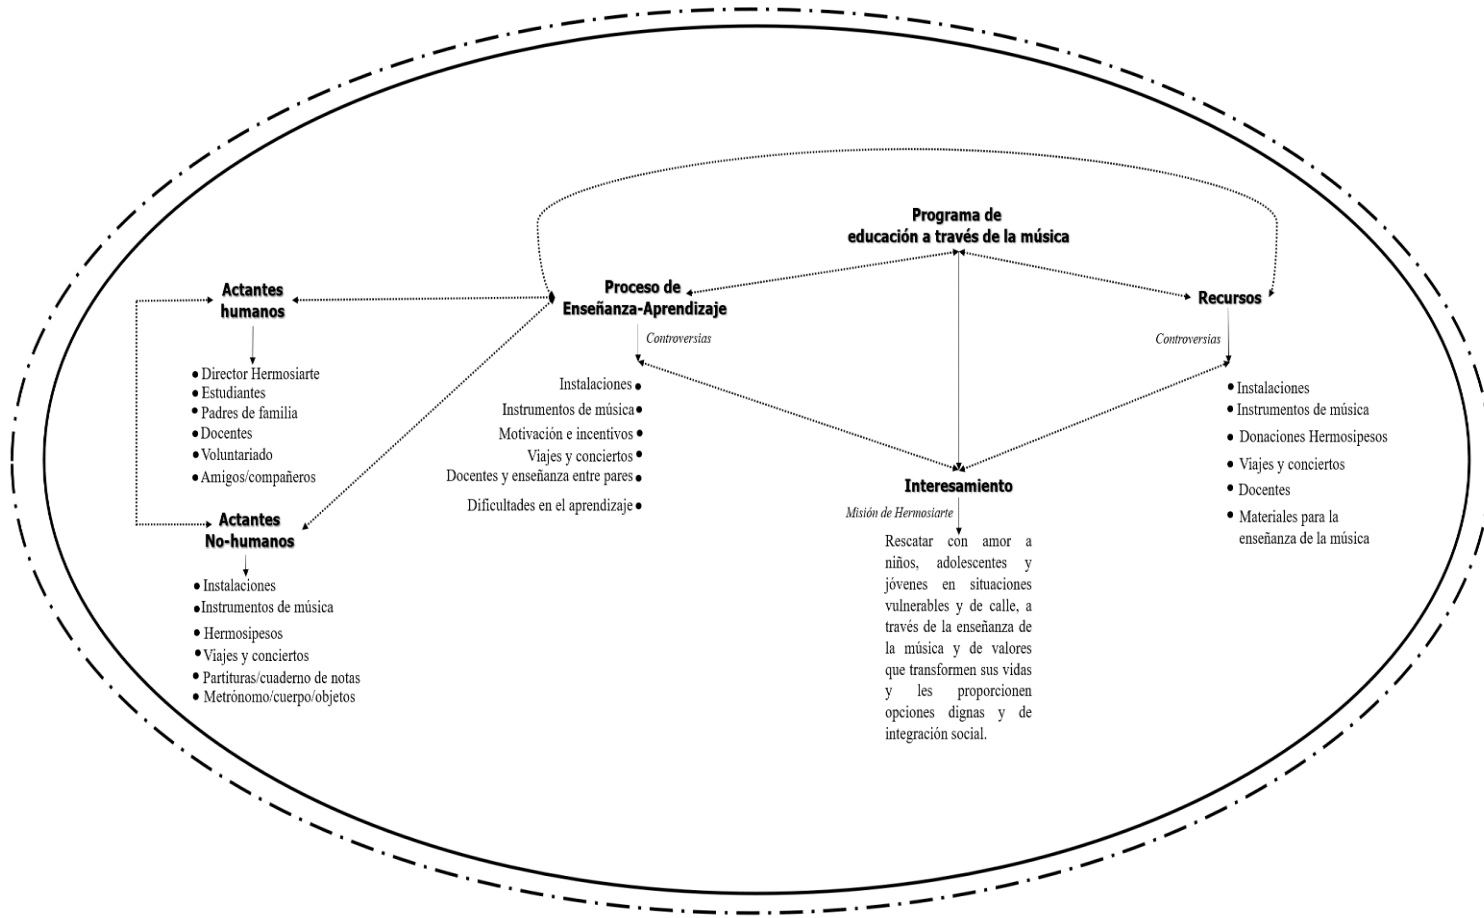 Programa de
educación a través de la música
Actantes
humanos
Director Hermosiarte
Estudiantes
Padres de familia
Docentes
Voluntariado
Amigos/compañeros
Actantes
No-humanos
Instalaciones
Instrumentos de música
Hermosipesos
Viajes y conciertos
Partituras/cuaderno de notas
Metrónomo/cuerpo/objetos
Proceso de
Enseñanza-Aprendizaje
Controversias
Instalaciones
Instrumentos de música
Motivación e incentivos
Viajes y conciertos
Docentes y enseñanza entre pares
Dificultades en el aprendizaje
Interesamiento
Misión de Hermosiarte
Rescatar con amor a
niños, adolescentes y
jóvenes en situaciones
vulnerables y de calle, a
través de la enseñanza de
la música y de valores
que transformen sus vidas
y les proporcionen
opciones dignas y de
integración social.
Recursos
Controversias
Instalaciones
Instrumentos de música
Donaciones Hermosipesos
Viajes y conciertos
Docentes
Materiales para la
enseñanza de la música